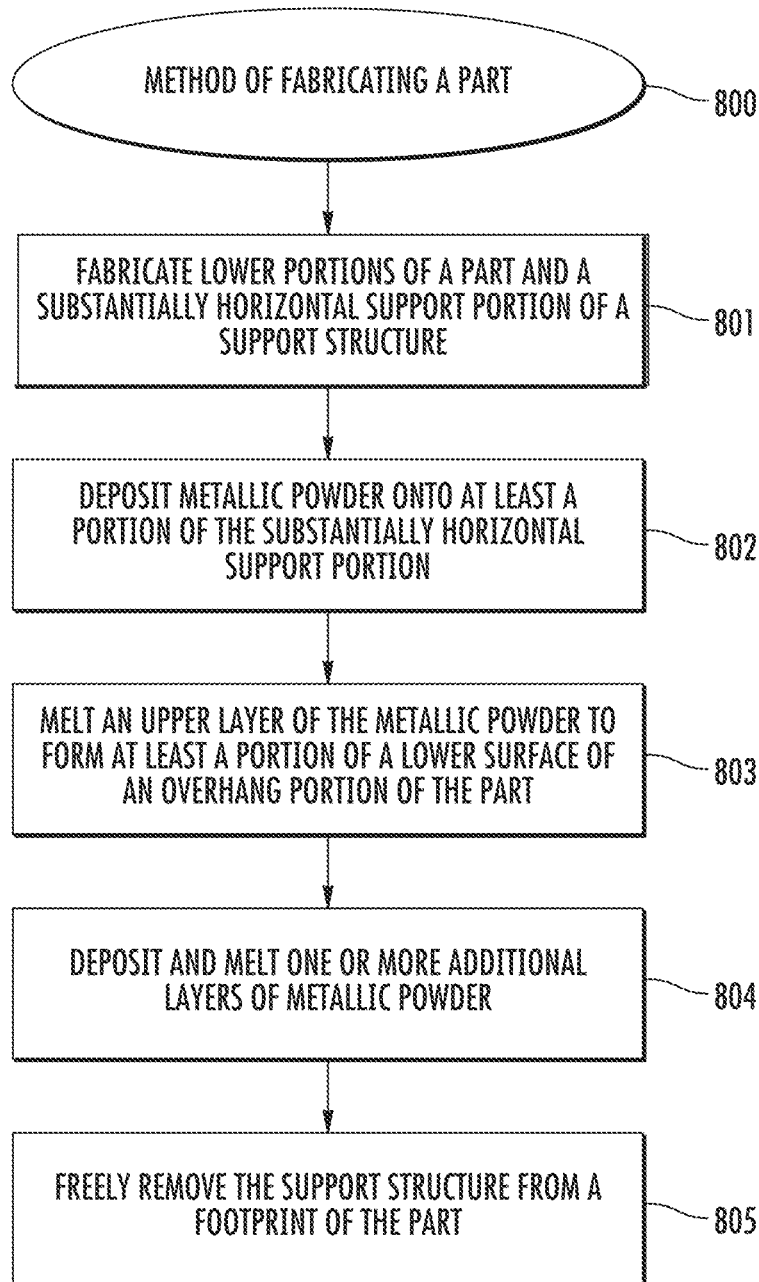 METHOD OF FABRICATING A PART
800
FABRICATE LOWER PORTIONS OF A PART AND A
SUBSTANTIALLY HORIZONTAL SUPPORT PORTION OF A
SUPPORT STRUCTURE
801
DEPOSIT METALLIC POWDER ONTO AT LEAST A
PORTION OF THE SUBSTANTIALLY HORIZONTAL
SUPPORT PORTION
802
MELT AN UPPER LAYER OF THE METALLIC POWDER TO
FORM AT LEAST A PORTION OF A LOWER SURFACE OF
AN OVERHANG PORTION OF THE PART
803
DEPOSIT AND MELT ONE OR MORE ADDITIONAL
LAYERS OF METALLIC POWDER
804
FREELY REMOVE THE SUPPORT STRUCTURE FROM A
FOOTPRINT OF THE PART
805